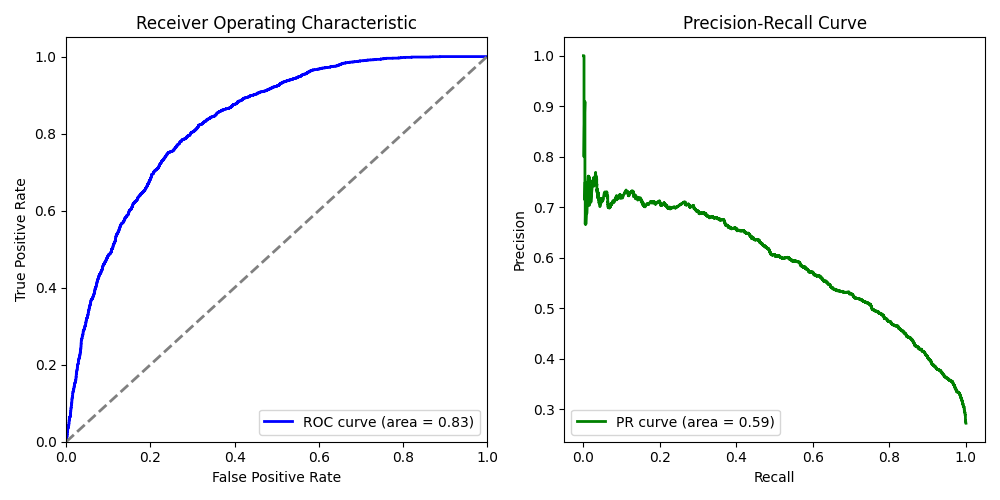 Receiver Operating Characteristic
True Positive Rate
1.0
0.8
0.6
0.4
0.2
0.0
0.0 0.2 0.4 0.6 0.8 1.0
False Positive Rate
ROC curve (area = 0.83)
Precision-Recall Curve
Precision
1.0
0.9
0.8
0.7
0.6
0.5
0.4
0.3
0.0 0.2 0.4 0.6 0.8 1.0
Recall
PR curve (area = 0.59)